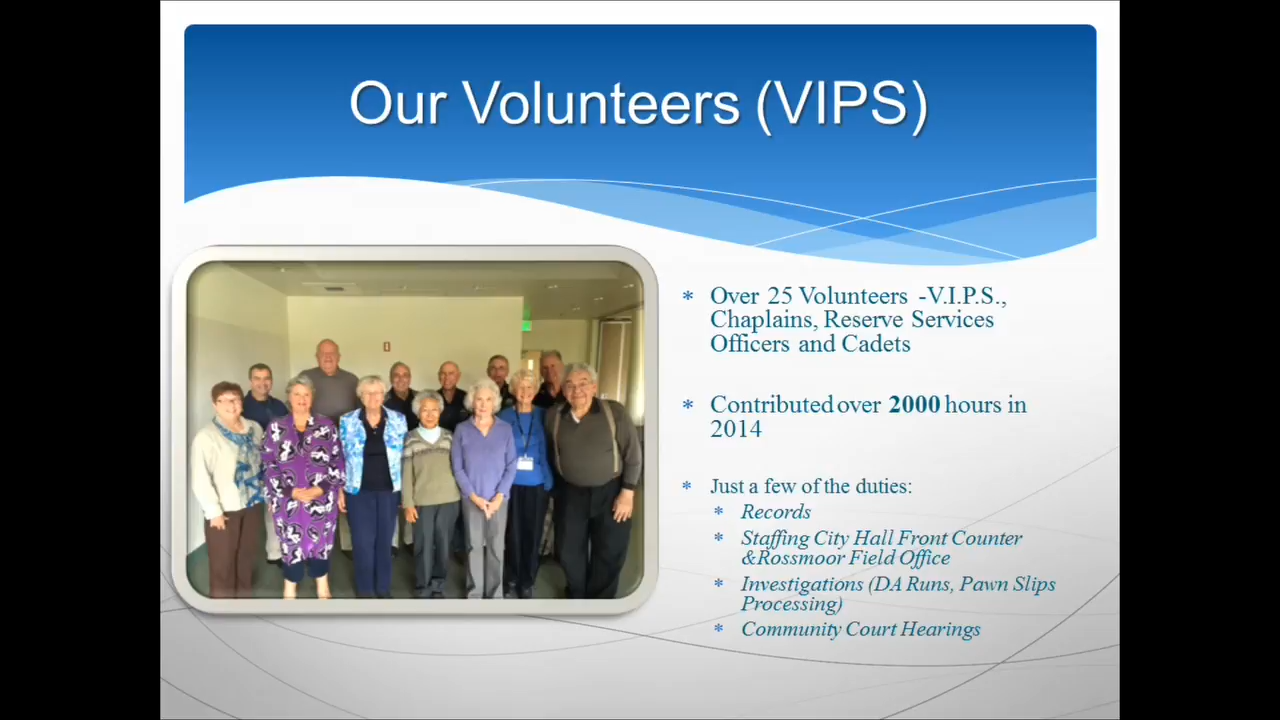 Our Volunteers (VIPS)
* Over 25 Volunteers -V.I.P.S.,
Chaplains, Reserve Services
Officers and Cadets
* Contributed over 2000 hours in
2014
* Just a few of the duties:
* Records
* Staffing City Hall Front Counter
&Rossmoor Field Office
* Investigations (DA Runs, Pawn Slips
Processing)
* Community Court Hearings